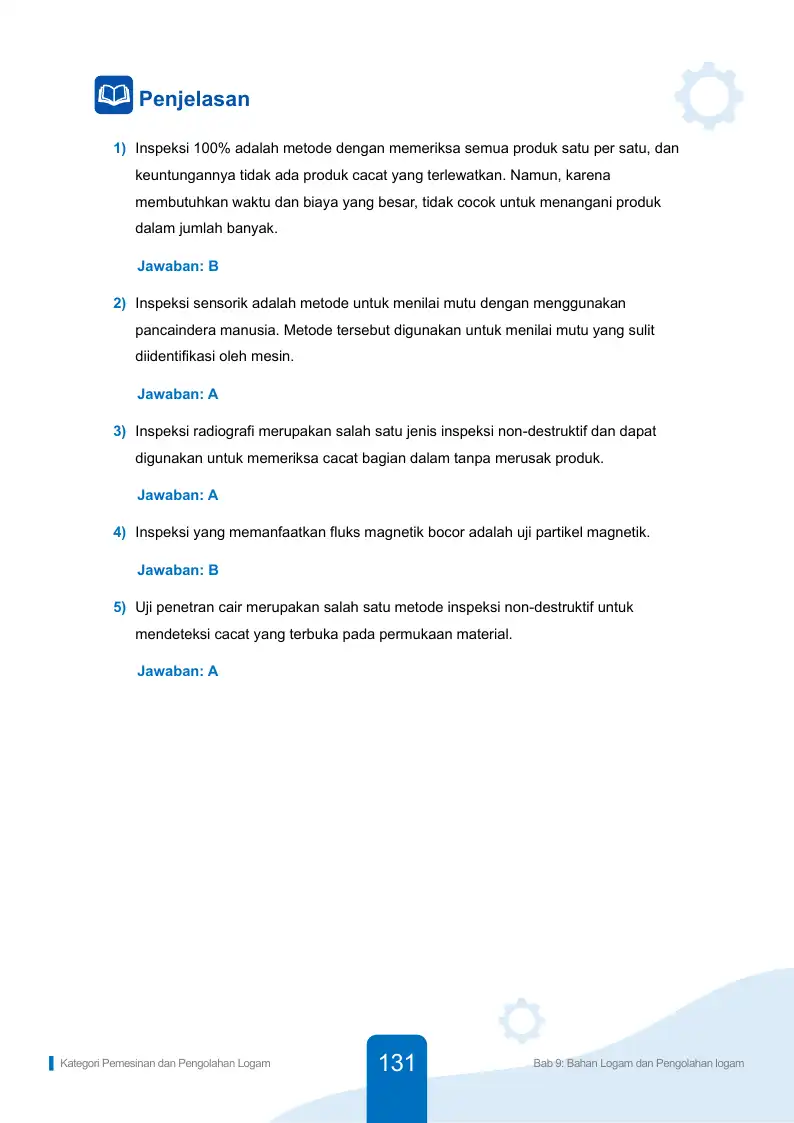 Penjelasan
1) Inspeksi 100% adalah metode dengan memeriksa semua produk satu per satu, dan
keuntungannya tidak ada produk cacat yang terlewatkan. Namun, karena
membutuhkan waktu dan biaya yang besar, tidak cocok untuk menangani produk
dalam jumlah banyak.
Jawaban: B
2) Inspeksi sensorik adalah metode untuk menilai mutu dengan menggunakan
pancaindera manusia. Metode tersebut digunakan untuk menilai mutu yang sulit
diidentifikasi oleh mesin.
Jawaban: A
3) Inspeksi radiografi merupakan salah satu jenis inspeksi non-destruktif dan dapat
digunakan untuk memeriksa cacat bagian dalam tanpa merusak produk.
Jawaban: A
4) Inspeksi yang memanfaatkan fluks magnetik bocor adalah uji partikel magnetik.
Jawaban: B
5) Uji penetran cair merupakan salah satu metode inspeksi non-destruktif untuk
mendeteksi cacat yang terbuka pada permukaan material.
Jawaban: A
Kategori Pemesinan dan Pengolahan Logam
131
Bab 9: Bahan Logam dan Pengolahan logam